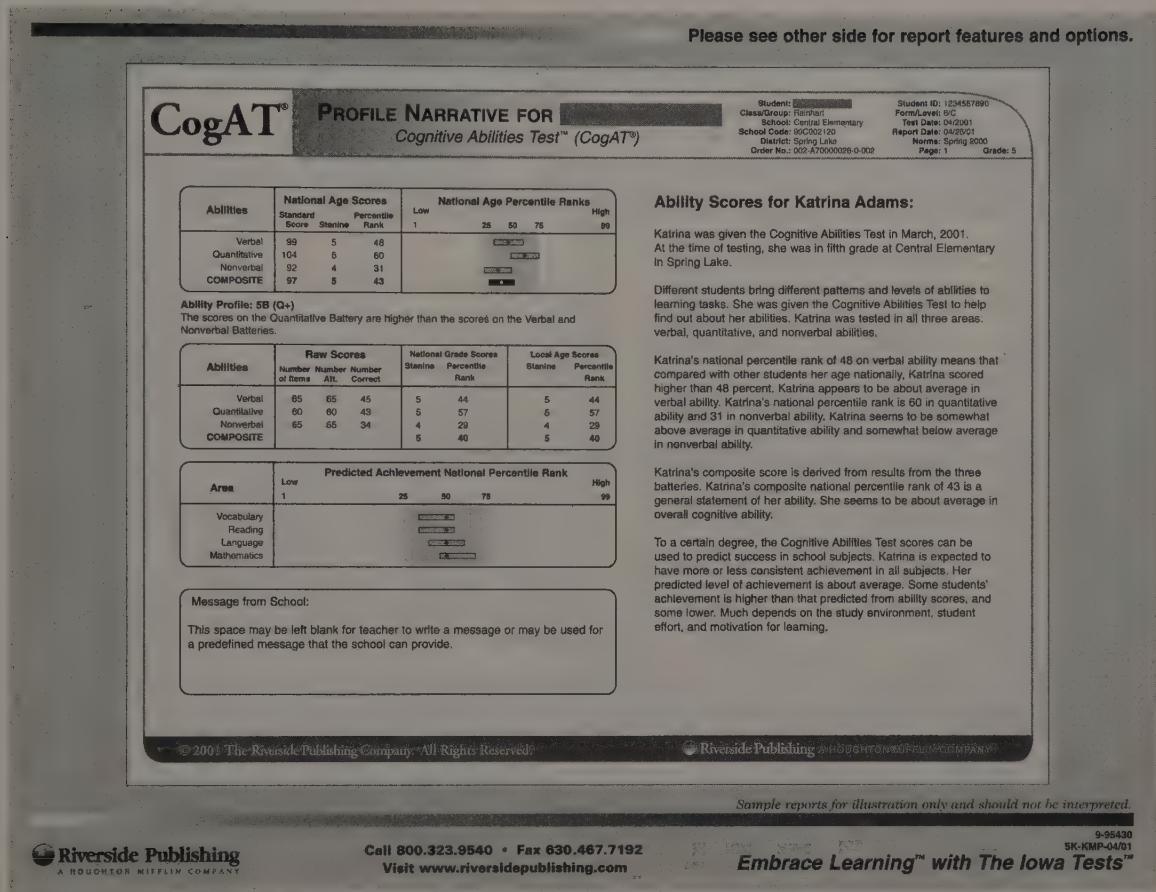 Please see other side for report features and options.
CogAT®
PROFILE NARRATIVE FOR
Cognitive Abilities Test™ (CogAT®)
Student:
Class/Group: Rainhart
School: Central Elementary
School Code: 99C002120
District: Spring Lake
Order No.: 002-A70000026-0-002
Student ID: 1234567890
Form/Level: 6/C
Test Date: 04/2001
Report Date: 04/26/01
Norms: Spring 2000
Page: 1 Grade: 5
Abilities National Age Scores National Age Percentile Ranks
Standard Score Stanine Percentile Rank Low High
1 25 50 75 99
Verbal 99 5 48
Quantitative 104 6 60
Nonverbal 92 4 31
COMPOSITE 97 5 43
Ability Profile: 5B (Q+)
The scores on the Quantitative Battery are higher than the scores on the Verbal and
Nonverbal Batteries.
Abilities Raw Scores National Grade Scores Local Age Scores
Number of Items Number Att. Number Correct Stanine Percentile Rank Stanine Percentile Rank
Verbal 65 65 45 5 44 5 44
Quantitative 60 60 43 5 57 5 57
Nonverbal 65 65 34 4 29 4 29
COMPOSITE 5 40 5 40
Area Predicted Achievement National Percentile Rank
Low High
1 25 50 75 99
Vocabulary
Reading
Language
Mathematics
Message from School:
This space may be left blank for teacher to write a message or may be used for
a predefined message that the school can provide.
Ability Scores for Katrina Adams:
Katrina was given the Cognitive Abilities Test in March, 2001.
At the time of testing, she was in fifth grade at Central Elementary
in Spring Lake.
Different students bring different patterns and levels of abilities to
learning tasks. She was given the Cognitive Abilities Test to help
find out about her abilities. Katrina was tested in all three areas:
verbal, quantitative, and nonverbal abilities.
Katrina's national percentile rank of 48 on verbal ability means that
compared with other students her age nationally, Katrina scored
higher than 48 percent. Katrina appears to be about average in
verbal ability. Katrina's national percentile rank is 60 in quantitative
ability and 31 in nonverbal ability. Katrina seems to be somewhat
above average in quantitative ability and somewhat below average
in nonverbal ability.
Katrina's composite score is derived from results from the three
batteries. Katrina's composite national percentile rank of 43 is a
general statement of her ability. She seems to be about average in
overall cognitive ability.
To a certain degree, the Cognitive Abilities Test scores can be
used to predict success in school subjects. Katrina is expected to
have more or less consistent achievement in all subjects. Her
predicted level of achievement is about average. Some students'
achievement is higher than that predicted from ability scores, and
some lower. Much depends on the study environment, student
effort, and motivation for learning.
© 2001 The Riverside Publishing Company. All Rights Reserved.
Riverside Publishing A HOUGHTON MIFFLIN COMPANY
Sample reports for illustration only and should not be interpreted.
Riverside Publishing
A HOUGHTON MIFFLIN COMPANY
Call 800.323.9540 • Fax 630.467.7192
Visit www.riversidepublishing.com
9-95430
5K-KMP-04/01
Embrace Learning™ with The Iowa Tests™